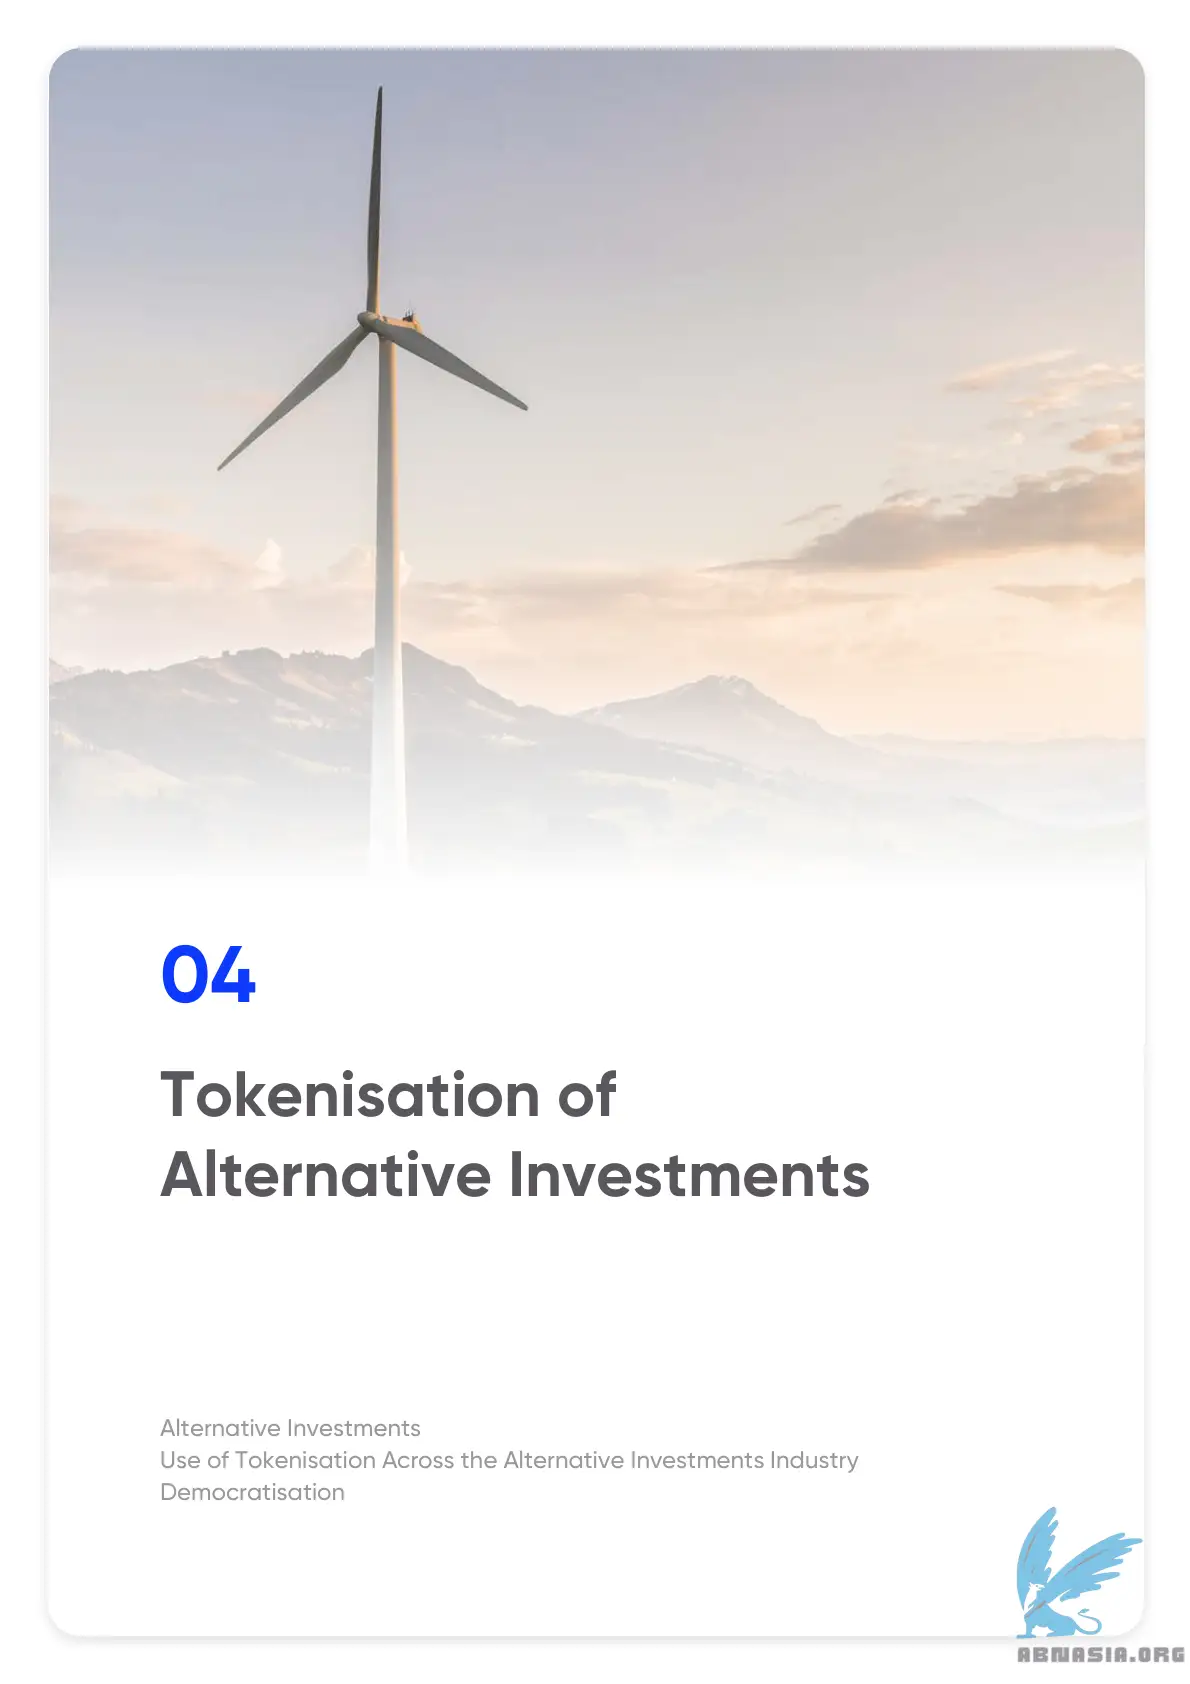 04
Tokenisation of
Alternative Investments
Alternative Investments
Use of Tokenisation Across the Alternative Investments Industry
Democratisation
ABNASIA.ORG